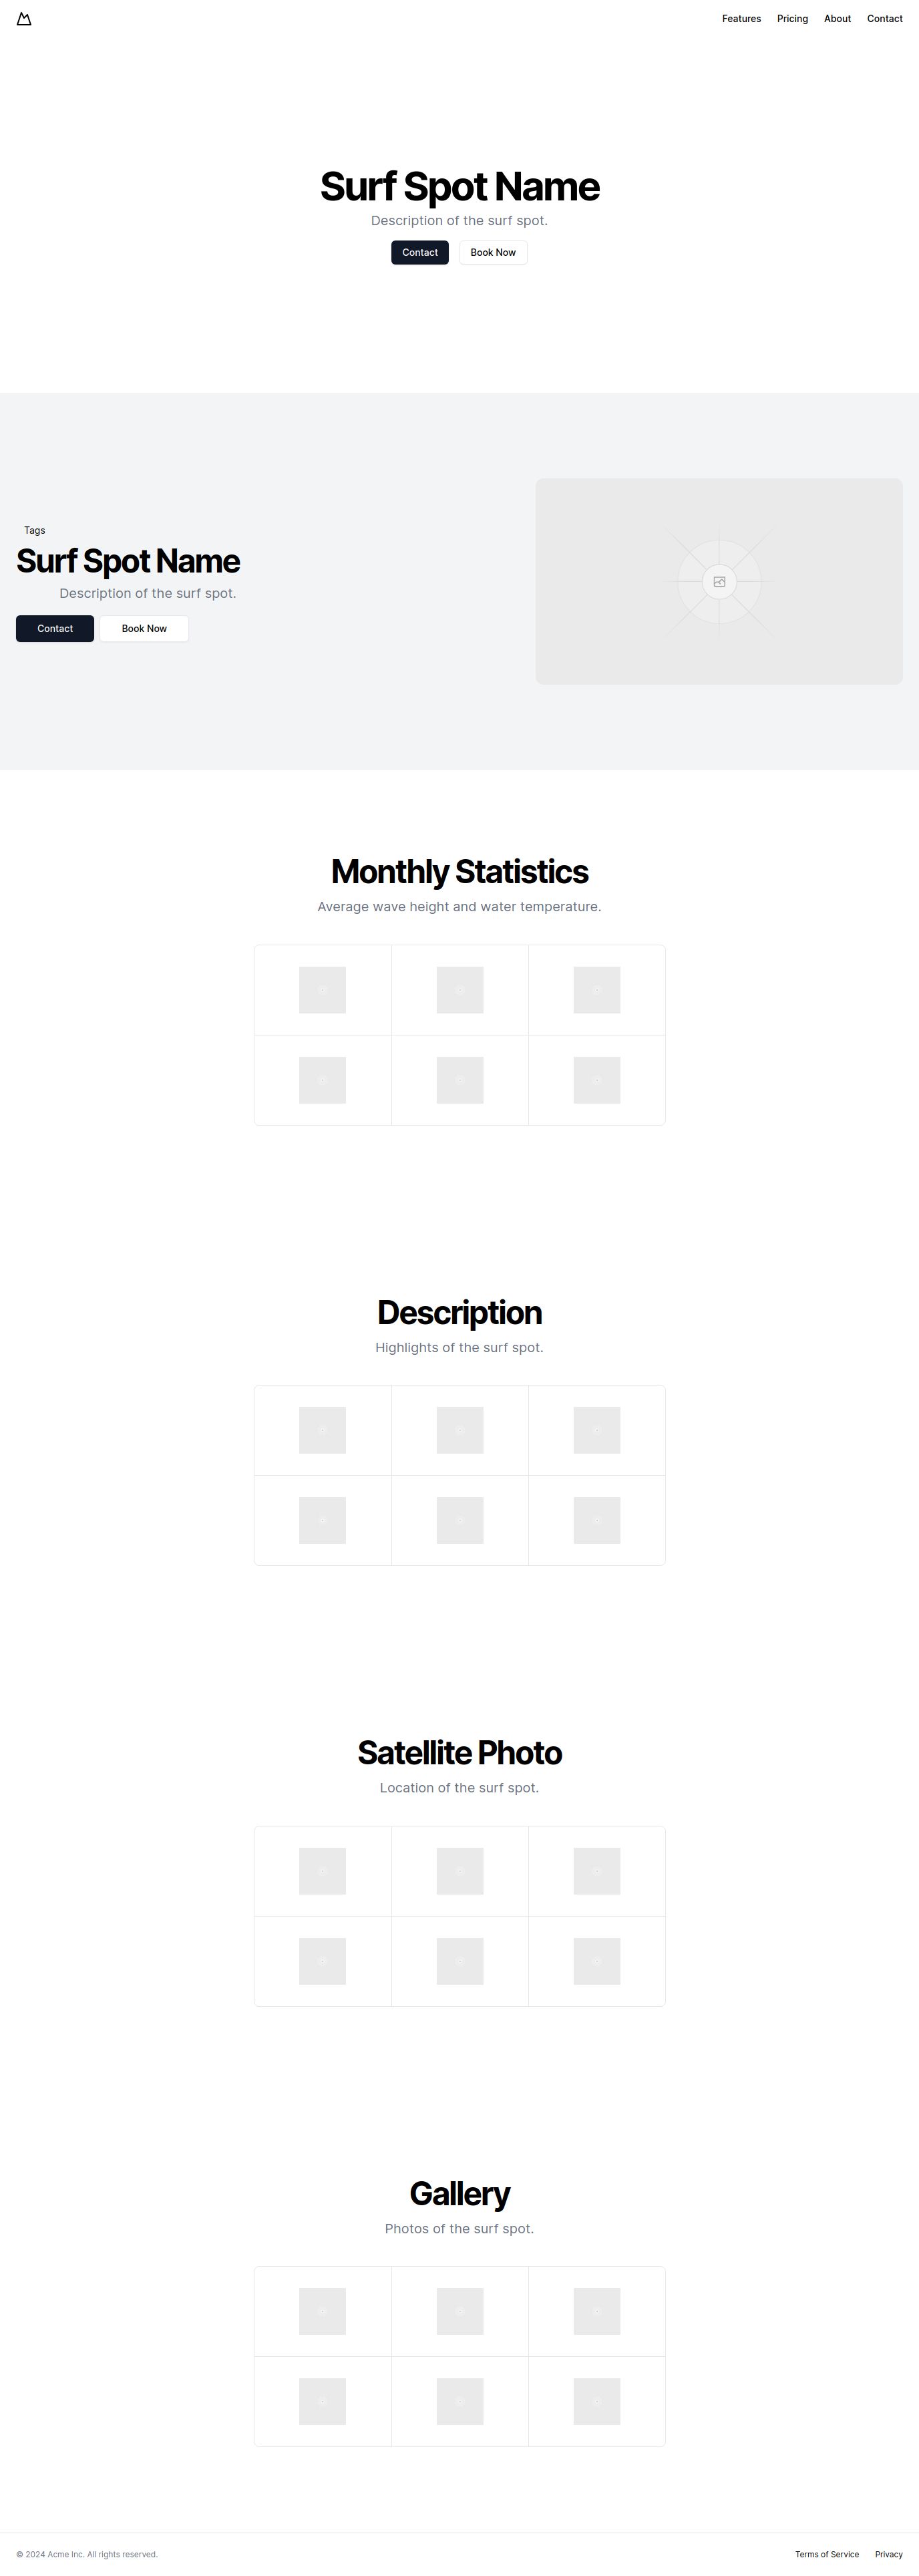 Features Pricing About Contact
Surf Spot Name
Description of the surf spot.
Contact Book Now
Tags
Surf Spot Name
Description of the surf spot.
Contact Book Now
Monthly Statistics
Average wave height and water temperature.
Description
Highlights of the surf spot.
Satellite Photo
Location of the surf spot.
Gallery
Photos of the surf spot.
© 2024 Acme Inc. All rights reserved. Terms of Service Privacy